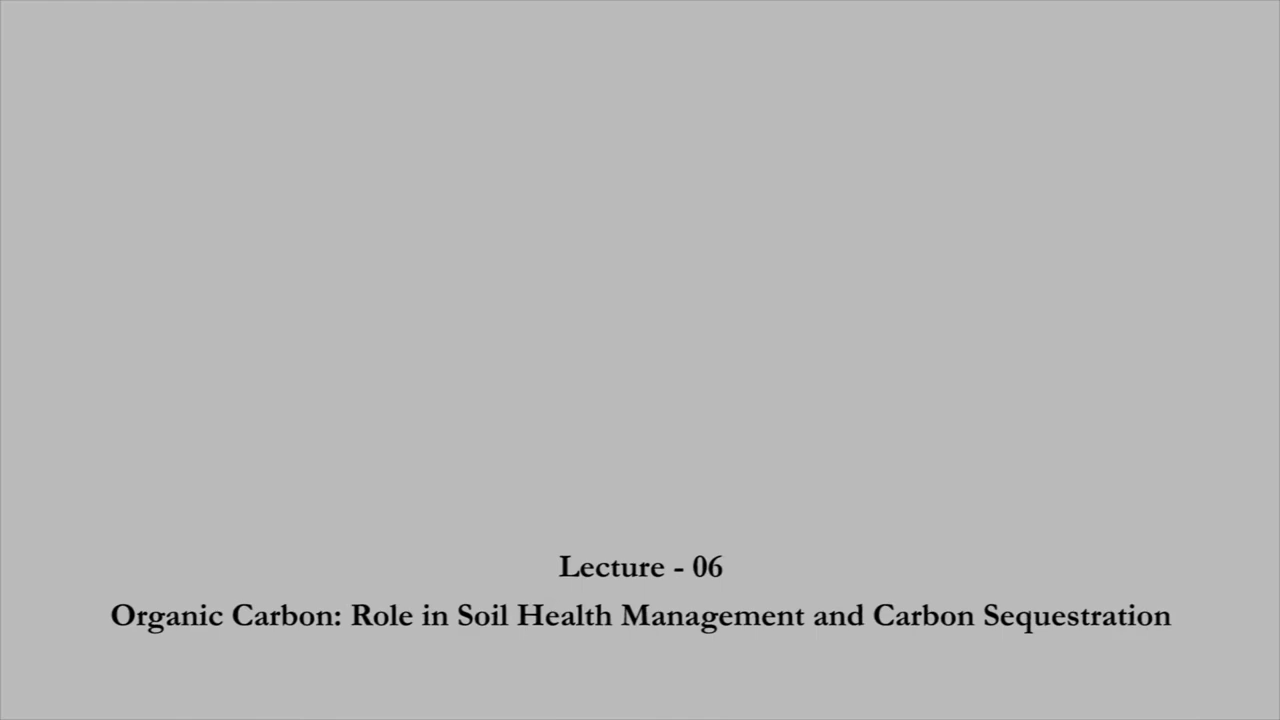 Lecture - 06
Organic Carbon: Role in Soil Health Management and Carbon Sequestration